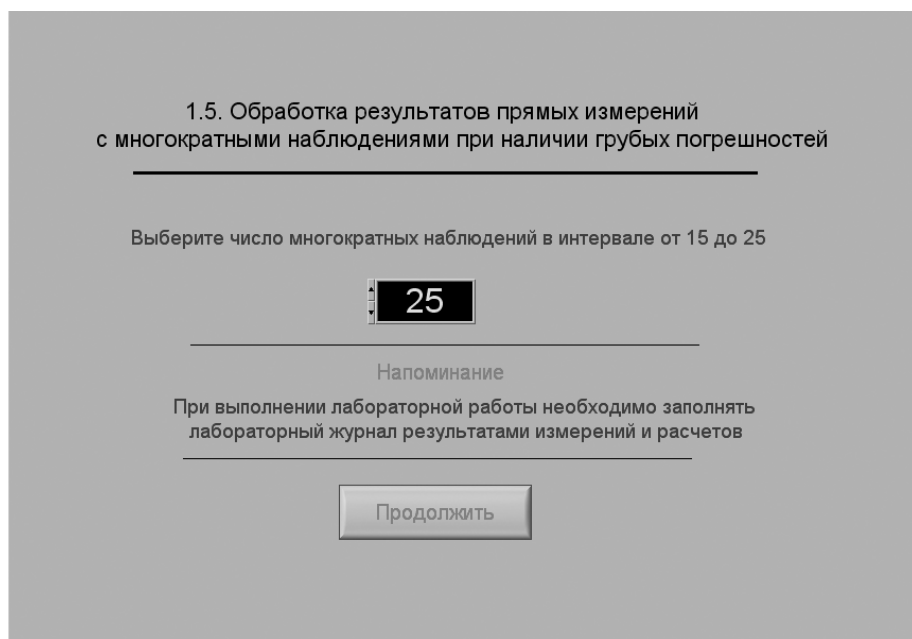 1.5. Обработка результатов прямых измерений
с многократными наблюдениями при наличии грубых погрешностей
Выберите число многократных наблюдений в интервале от 15 до 25
25
Напоминание
При выполнении лабораторной работы необходимо заполнять
лабораторный журнал результатами измерений и расчетов
Продолжить